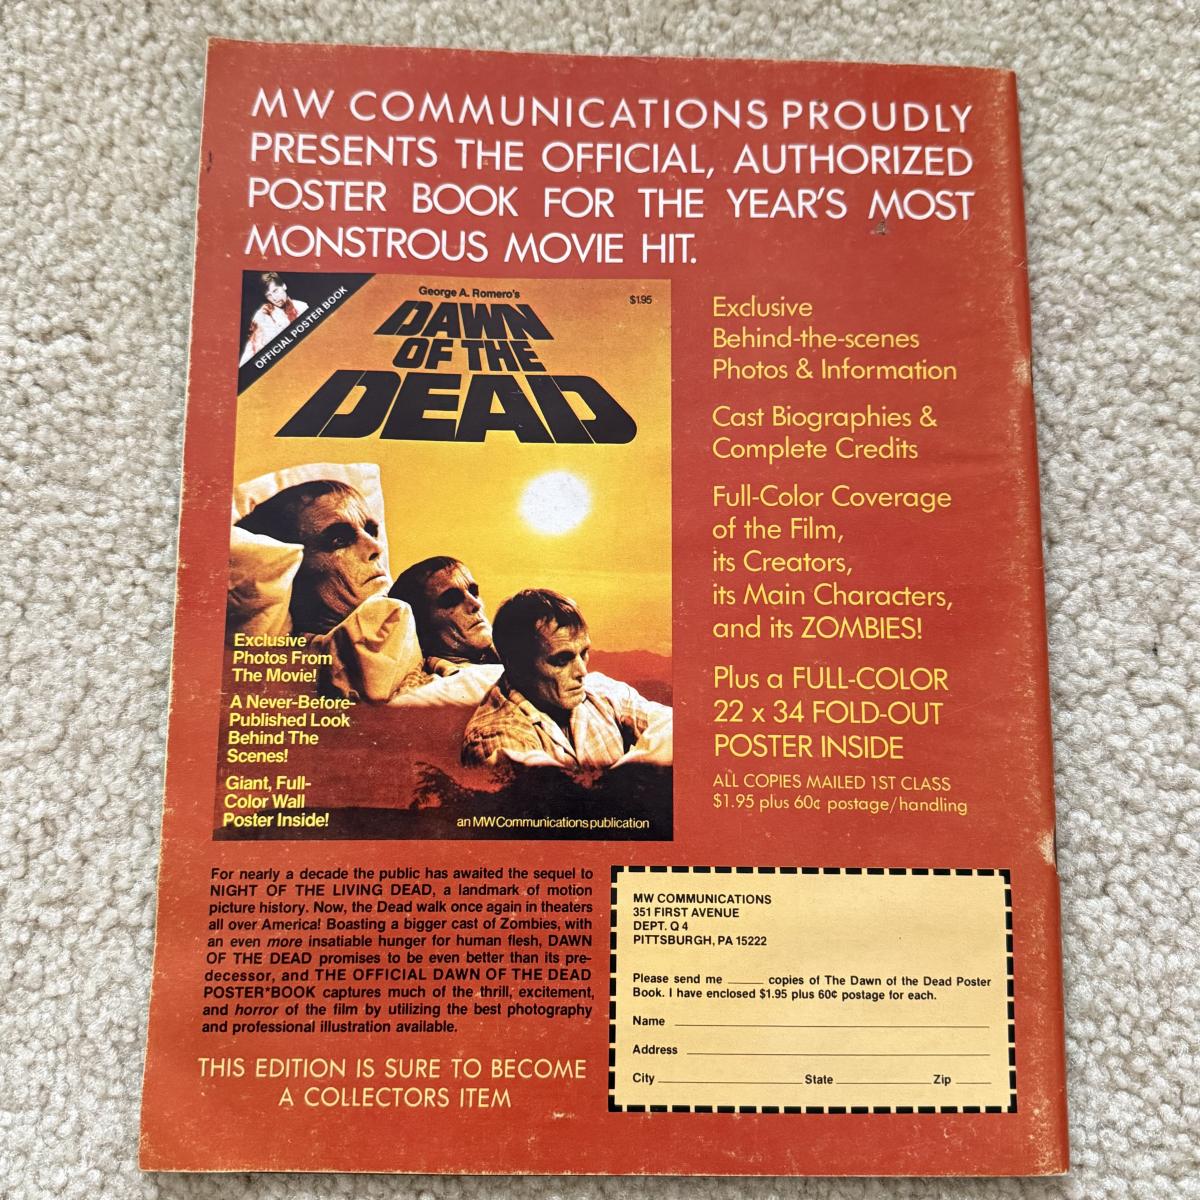 MW COMMUNICATIONS PROUDLY
PRESENTS THE OFFICIAL, AUTHORIZED
POSTER BOOK FOR THE YEAR'S MOST
MONSTROUS MOVIE HIT.
OFFICIAL POSTER BOOK
George A. Romero's
$1.95
DAWN
OF THE
DEAD
Exclusive
Photos From
The Movie!
A Never-Before-
Published Look
Behind The
Scenes!
Giant, Full-
Color Wall
Poster Inside!
an MW Communications publication
Exclusive
Behind-the-scenes
Photos & Information
Cast Biographies &
Complete Credits
Full-Color Coverage
of the Film,
its Creators,
its Main Characters,
and its ZOMBIES!
Plus a FULL-COLOR
22 x 34 FOLD-OUT
POSTER INSIDE
ALL COPIES MAILED 1ST CLASS
$1.95 plus 60¢ postage/handling
For nearly a decade the public has awaited the sequel to
NIGHT OF THE LIVING DEAD, a landmark of motion
picture history. Now, the Dead walk once again in theaters
all over America! Boasting a bigger cast of Zombies, with
an even more insatiable hunger for human flesh, DAWN
OF THE DEAD promises to be even better than its pre-
decessor, and THE OFFICIAL DAWN OF THE DEAD
POSTER*BOOK captures much of the thrill, excitement,
and horror of the film by utilizing the best photography
and professional illustration available.
THIS EDITION IS SURE TO BECOME
A COLLECTORS ITEM
MW COMMUNICATIONS
351 FIRST AVENUE
DEPT. Q 4
PITTSBURGH, PA 15222
Please send me ______ copies of The Dawn of the Dead Poster
Book. I have enclosed $1.95 plus 60¢ postage for each.
Name
Address
City State Zip